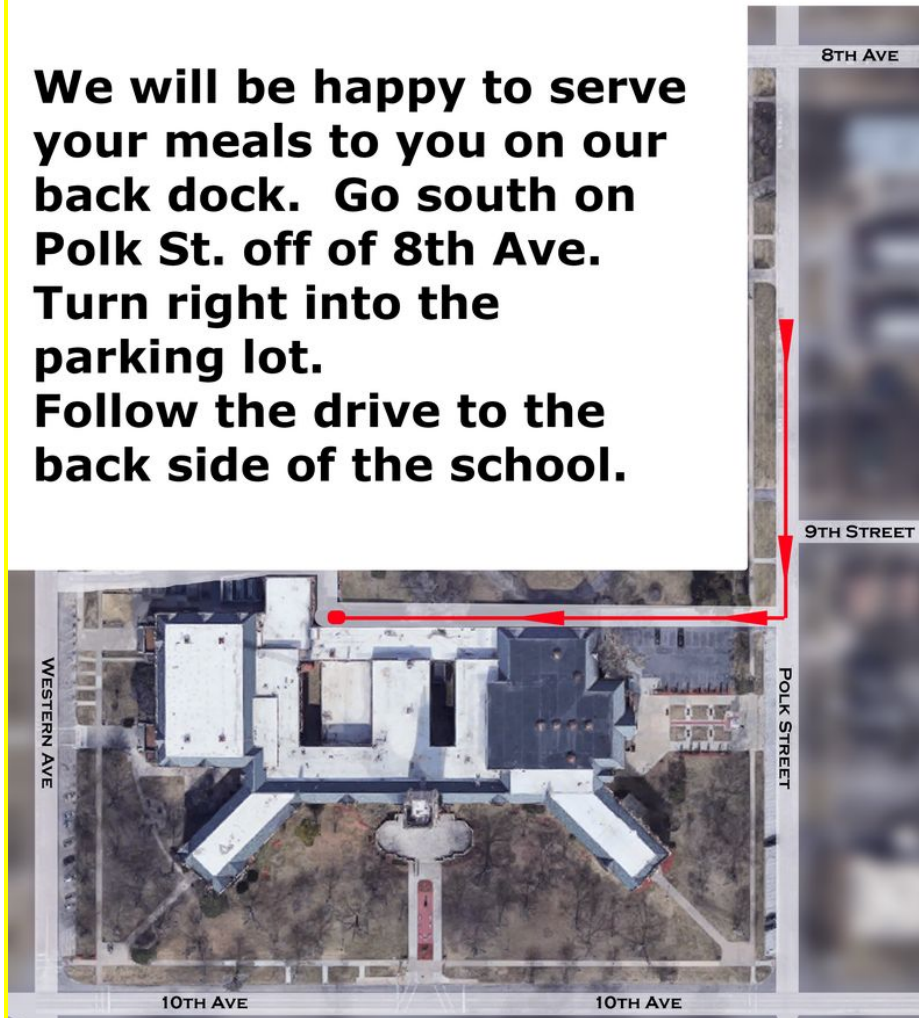 We will be happy to serve
your meals to you on our
back dock.  Go south on
Polk St. off of 8th Ave.
Turn right into the
parking lot.
Follow the drive to the
back side of the school.
8TH AVE
9TH STREET
WESTERN AVE
POLK STREET
10TH AVE
10TH AVE